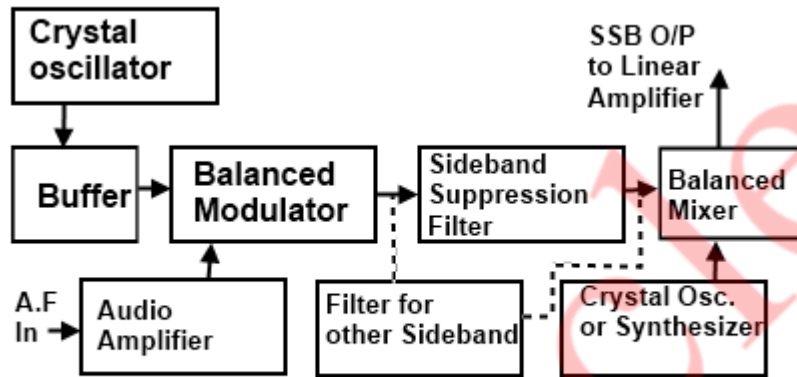 Crystal
oscillator
SSB O/P
to Linear
Amplifier
Buffer
Balanced
Modulator
Sideband
Suppression
Filter
Balanced
Mixer
A.F
In
Audio
Amplifier
Filter for
other Sideband
Crystal Osc.
or Synthesizer